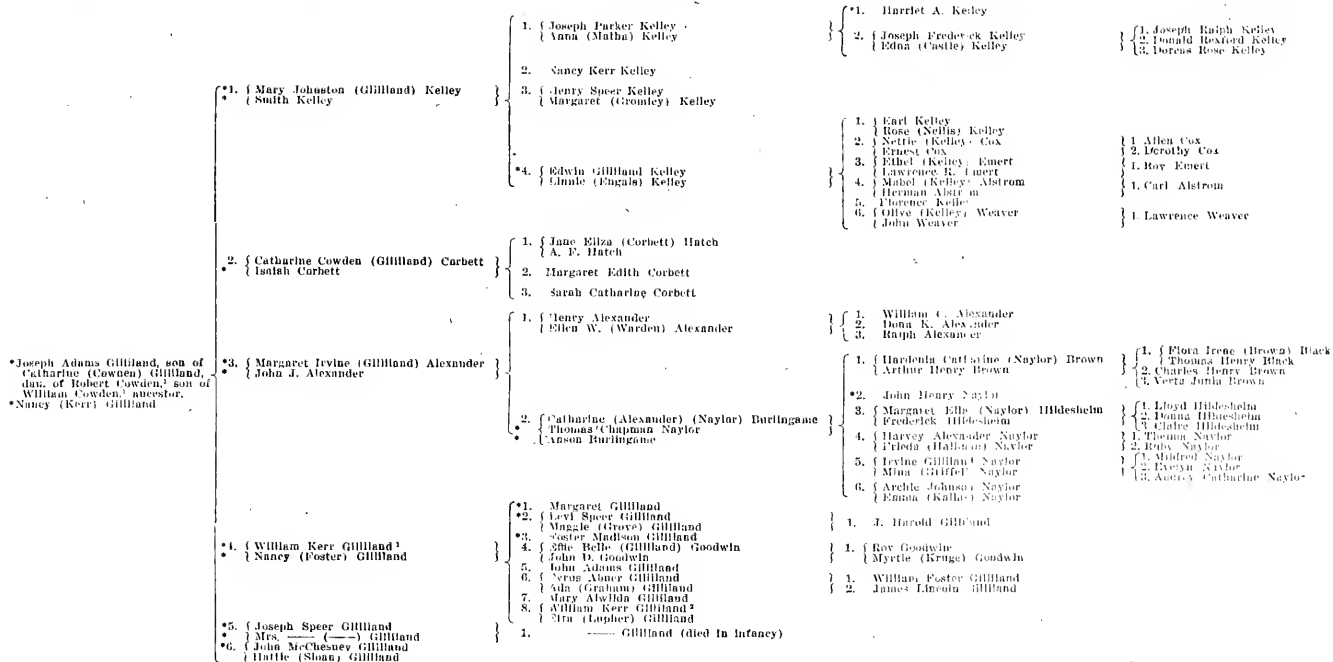 *Joseph Adams Gilliland, son of
Catharine (Cowden) Gilliland,
dau. of Robert Cowden,¹ son of
William Cowden,¹ ancestor.
*Nancy (Kerr) Gilliland
*1. { Mary Johnston (Gilliland) Kelley
* { Smith Kelley
1. { Joseph Parker Kelley
{ Anna (Matha) Kelley
*1. Harriet A. Kelley
2. { Joseph Frederick Kelley
{ Edna (Castle) Kelley
1. Joseph Ralph Kelley
2. Donald Rexford Kelley
3. Dorcus Rose Kelley
2. Nancy Kerr Kelley
3. { Henry Speer Kelley
{ Margaret (Gromley) Kelley
*4. { Edwin Gilliland Kelley
{ Linnie (Engals) Kelley
1. { Earl Kelley
{ Rose (Nellis) Kelley
2. { Nettie (Kelley) Cox
{ Ernest Cox
1 Allen Cox
2. Dorothy Cox
3. { Ethel (Kelley) Emert
{ Lawrence R. Emert
1. Roy Emert
4. { Mabel (Kelley) Alstrom
{ Herman Alstrom
1. Carl Alstrom
5. Florence Kelley
6. { Olive (Kelley) Weaver
{ John Weaver
1. Lawrence Weaver
2. { Catharine Cowden (Gilliland) Corbett
* { Isaiah Corbett
1. { Jane Eliza (Corbett) Hatch
{ A. F. Hatch
2. Margaret Edith Corbett
3. Sarah Catharine Corbett
*3. { Margaret Irvine (Gilliland) Alexander
* { John J. Alexander
1. { Henry Alexander
{ Ellen W. (Warden) Alexander
1. William C. Alexander
2. Dona K. Alexander
3. Ralph Alexander
2. { Catharine (Alexander) (Naylor) Burlingame
* { Thomas Chapman Naylor
* { Anson Burlingame
1. { Hardenia Catharine (Naylor) Brown
{ Arthur Henry Brown
1. { Flora Irene (Brown) Black
{ Thomas Henry Black
2. Charles Henry Brown
3. Verta Junia Brown
*2. John Henry Naylor
3. { Margaret Elle (Naylor) Hildesheim
{ Frederick Hildesheim
1. Lloyd Hildesheim
2. Donna Hildesheim
3. Claire Hildesheim
4. { Harvey Alexander Naylor
{ Frieda Naylor
1. Thelma Naylor
2. Ruby Naylor
5. { Irvine Gilliland Naylor
{ Mina (Griffel) Naylor
1. Mildred Naylor
2. Evelyn Naylor
3. Audrey Catharine Naylor
6. { Archie Johnson Naylor
{ Emma Naylor
*4. { William Kerr Gilliland¹
* { Nancy (Foster) Gilliland
*1. Margaret Gilliland
*2. { Levi Speer Gilliland
{ Maggie (Grove) Gilliland
1. J. Harold Gilliland
*3. Foster Madison Gilliland
4. { Effie Belle (Gilliland) Goodwin
{ John D. Goodwin
1. { Roy Goodwin
{ Myrtle (Kruge) Goodwin
5. John Adams Gilliland
6. { Cyrus Abner Gilliland
{ Ada (Graham) Gilliland
1. William Foster Gilliland
2. James Lincoln Gilliland
7. Mary Alwilda Gilliland
8. { William Kerr Gilliland²
{ Etta (Lupher) Gilliland
*5. { Joseph Speer Gilliland
* { Mrs. —— (——) Gilliland
1. —— Gilliland (died in infancy)
*6. { John McChesney Gilliland
{ Hattie (Sloan) Gilliland